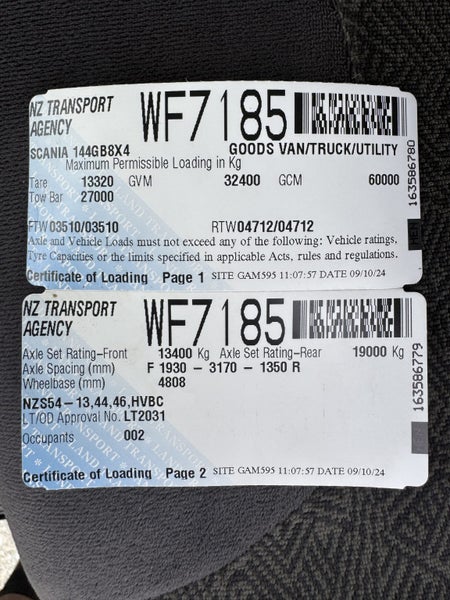 NZ TRANSPORT AGENCY WF7185
SCANIA 144GB8X4 GOODS VAN/TRUCK/UTILITY
Maximum Permissible Loading in Kg
Tare 13320 GVM 32400 GCM 60000
Tow Bar 27000
FTW03510/03510 RTW04712/04712
Axle and Vehicle Loads must not exceed any of the following: Vehicle ratings,
Tyre Capacities or the limits specified in applicable Acts, rules and regulations.
Certificate of Loading Page 1 SITE GAM595 11:07:57 DATE 09/10/24
163586780
NZ TRANSPORT AGENCY WF7185
Axle Set Rating-Front 13400 Kg Axle Set Rating-Rear 19000 Kg
Axle Spacing (mm) F 1930 - 3170 - 1350 R
Wheelbase (mm) 4808
NZS54-13,44,46,HVBC
LT/OD Approval No. LT2031
Occupants 002
Certificate of Loading Page 2 SITE GAM595 11:07:57 DATE 09/10/24
163586779